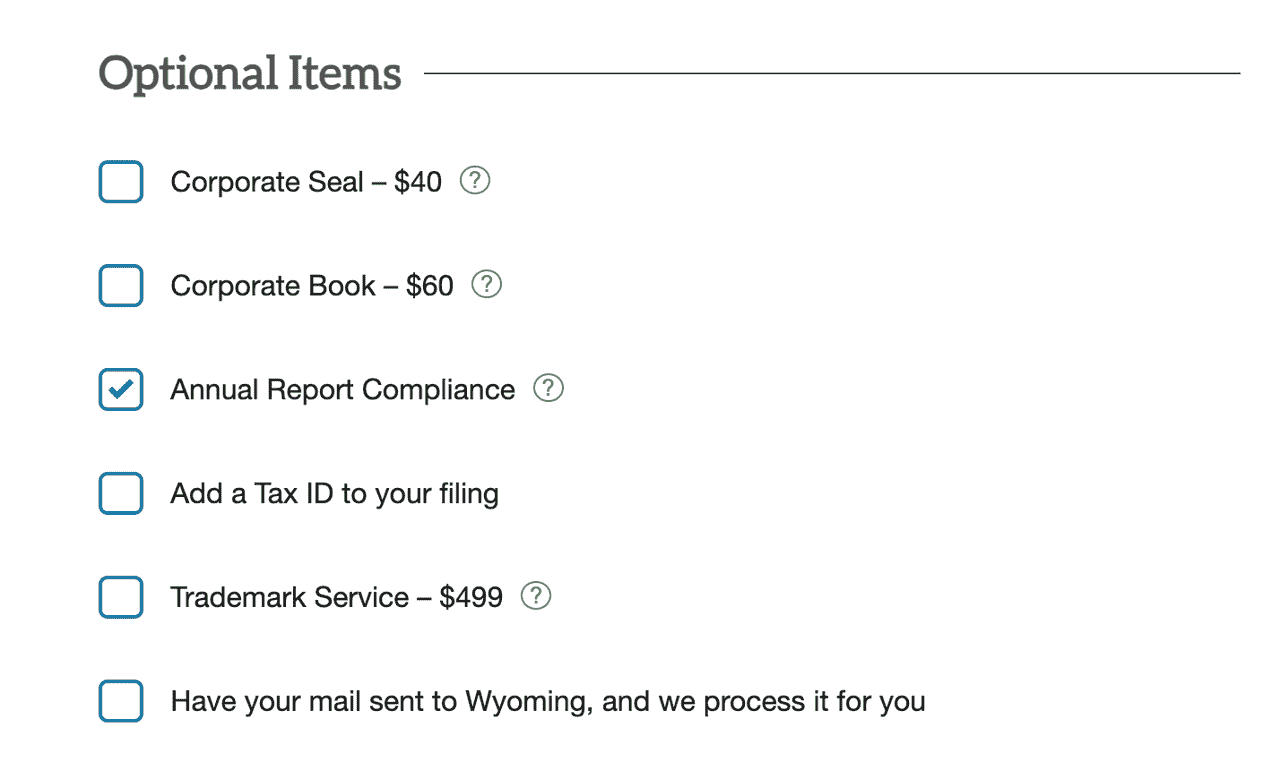 Optional Items
Corporate Seal – $40 ?
Corporate Book – $60 ?
Annual Report Compliance ?
Add a Tax ID to your filing
Trademark Service – $499 ?
Have your mail sent to Wyoming, and we process it for you